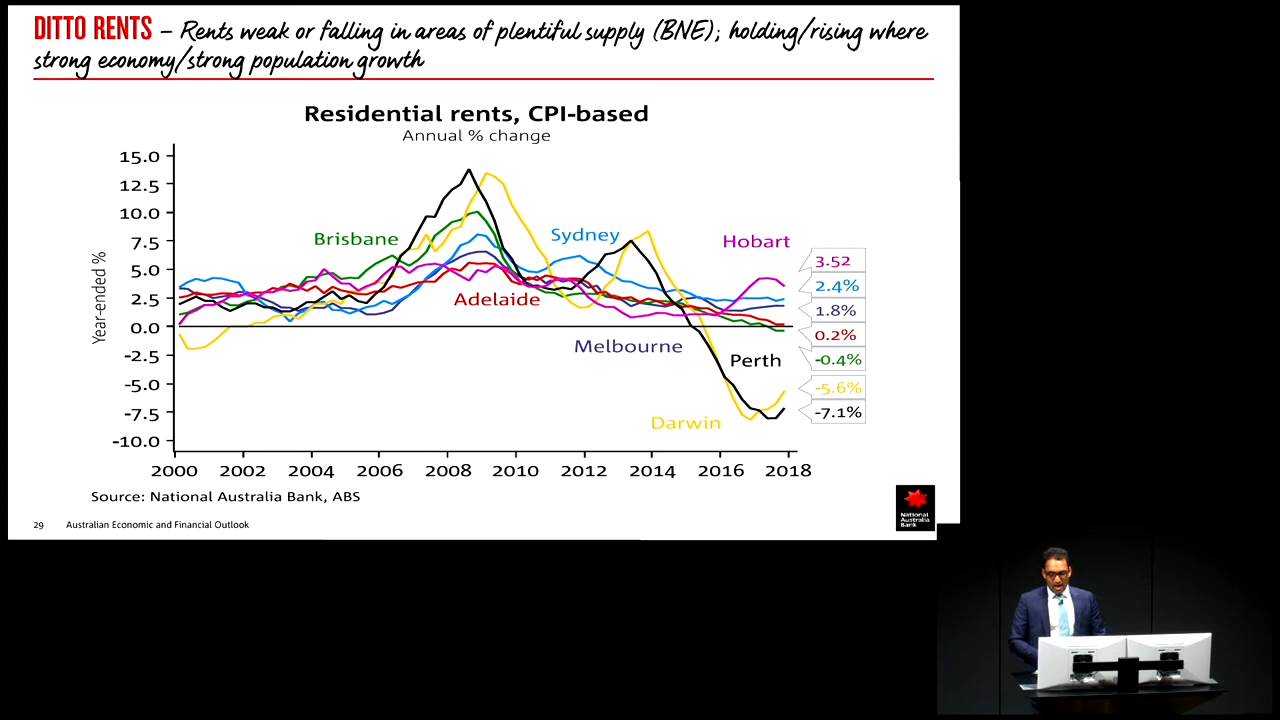 DITTO RENTS – Rents weak or falling in areas of plentiful supply (BNE); holding/rising where
strong economy/strong population growth
Residential rents, CPI-based
Annual % change
Year-ended %
15.0
12.5
10.0
7.5
5.0
2.5
0.0
-2.5
-5.0
-7.5
-10.0
Brisbane
Sydney
Hobart
Adelaide
Melbourne
Perth
Darwin
3.52
2.4%
1.8%
0.2%
-0.4%
-5.6%
-7.1%
2000 2002 2004 2006 2008 2010 2012 2014 2016 2018
Source: National Australia Bank, ABS
29 Australian Economic and Financial Outlook
National
Australia
Bank